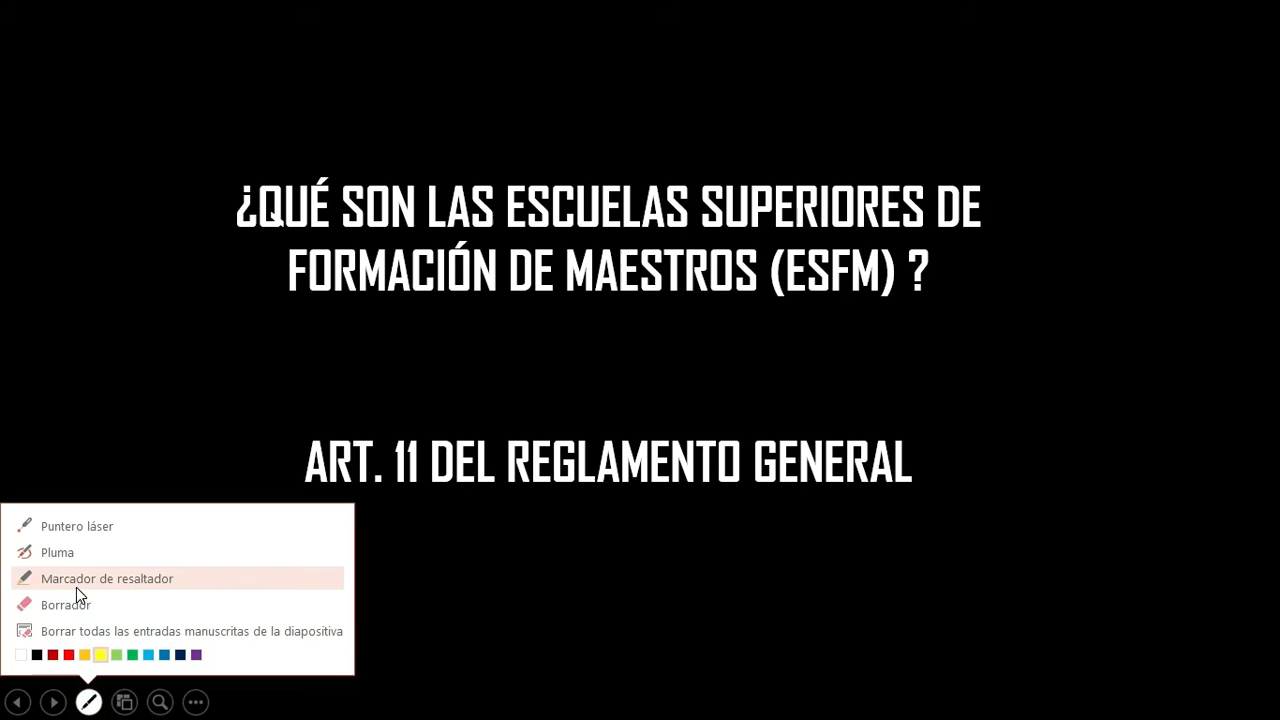 ¿QUÉ SON LAS ESCUELAS SUPERIORES DE
FORMACIÓN DE MAESTROS (ESFM) ?
ART. 11 DEL REGLAMENTO GENERAL
Puntero láser
Pluma
Marcador de resaltador
Borrador
Borrar todas las entradas manuscritas de la diapositiva